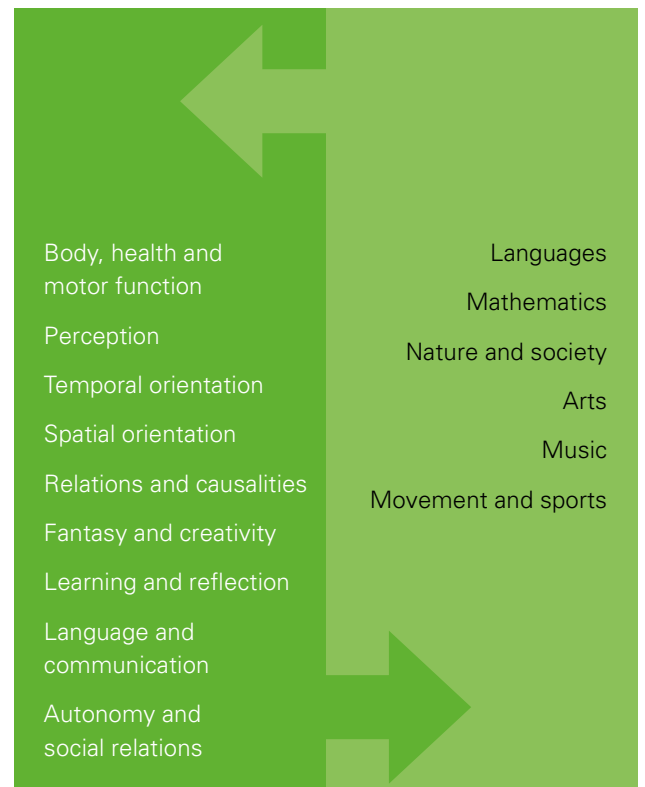 Body, health and
motor function
Perception
Temporal orientation
Spatial orientation
Relations and causalities
Fantasy and creativity
Learning and reflection
Language and
communication
Autonomy and
social relations
Languages
Mathematics
Nature and society
Arts
Music
Movement and sports